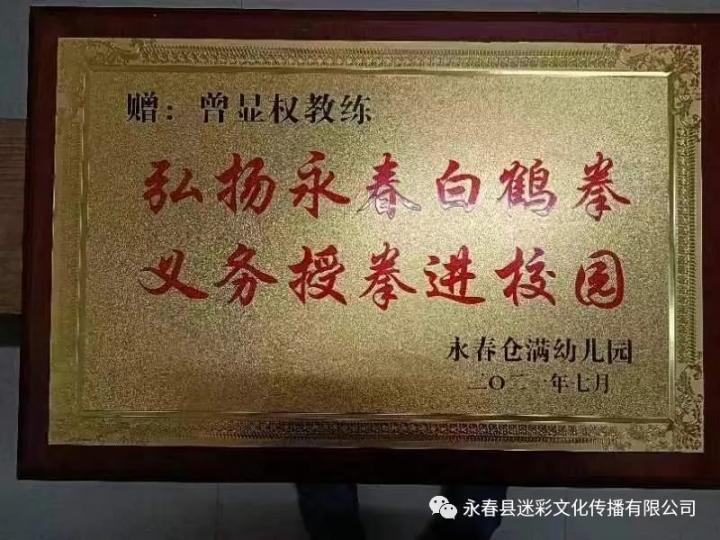 赠：曾显权教练
弘扬永春白鹤拳
义务授拳进校园
永春仓满幼儿园
二〇二一年七月
永春县迷彩文化传播有限公司